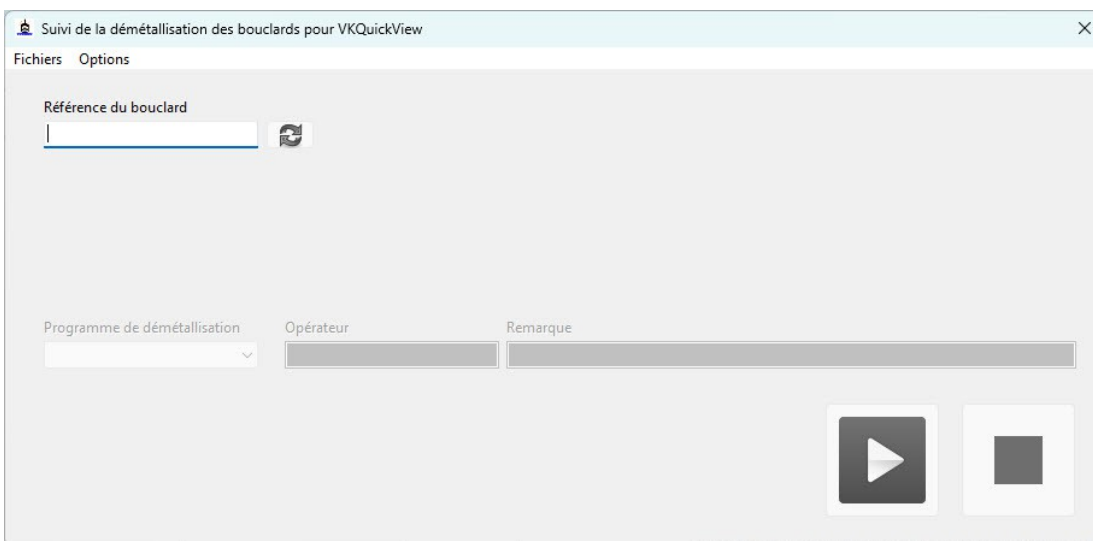 Suivi de la démétallisation des bouclards pour VKQuickView
Fichiers Options
Référence du bouclard
Programme de démétallisation Opérateur Remarque